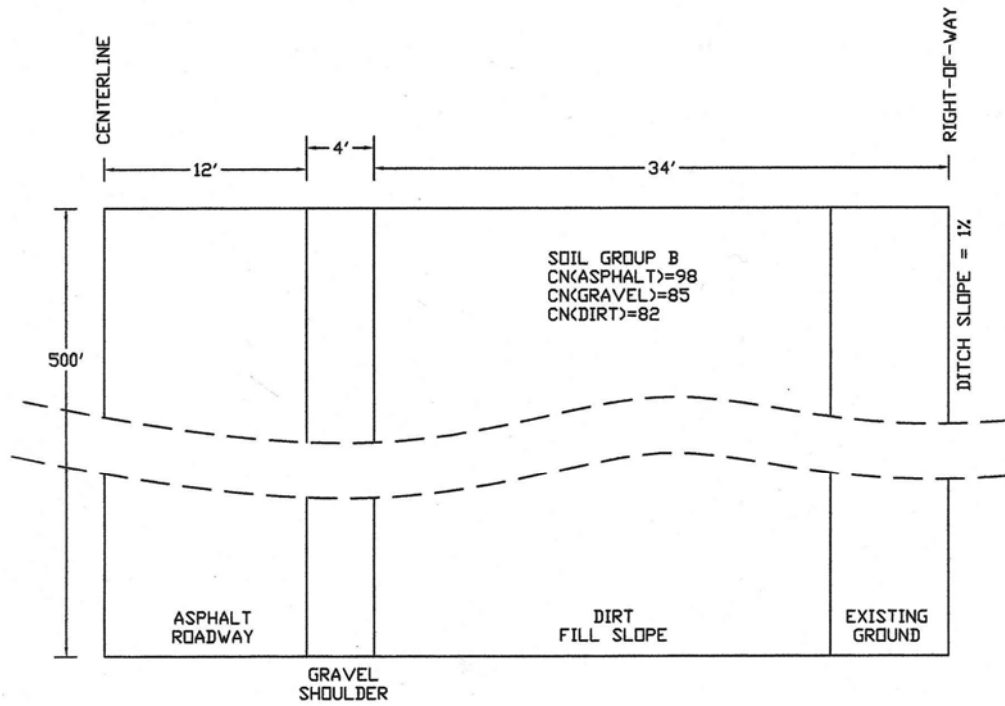 CENTERLINE
RIGHT-OF-WAY
12'
4'
34'
SOIL GROUP B
CN(ASPHALT)=98
CN(GRAVEL)=85
CN(DIRT)=82
DITCH SLOPE = 1%
500'
ASPHALT
ROADWAY
GRAVEL
SHOULDER
DIRT
FILL SLOPE
EXISTING
GROUND